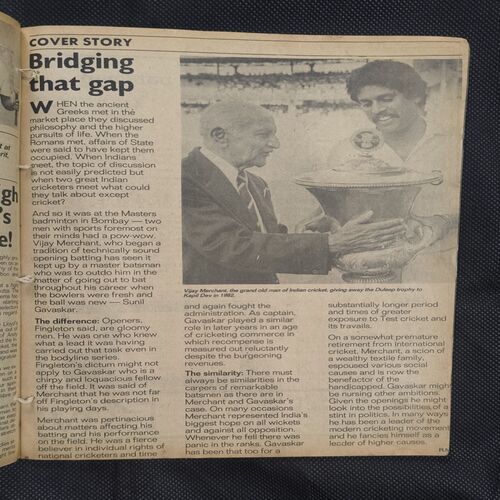 COVER STORY
Bridging
that gap
WHEN the ancient
Greeks met in the
market place they discussed
philosophy and the higher
pursuits of life. When the
Romans met, affairs of State
were said to have kept them
occupied. When Indians
meet, the topic of discussion
is not easily predicted but
when two great Indian
cricketers meet what could
they talk about except
cricket?
And so it was at the Masters
badminton in Bombay — two
men with sports foremost on
their minds had a pow-wow.
Vijay Merchant, who began a
tradition of technically sound
opening batting has seen it
kept up by a master batsman
who was to outdo him in the
matter of going out to bat
throughout his career when
the bowlers were fresh and
the ball was new — Sunil
Gavaskar.
The difference: Openers,
Fingleton said, are gloomy
men. He was one who knew
what a lead it was having
carried out that task even in
the bodyline series.
Fingleton's dictum might not
apply to Gavaskar who is a
chirpy and loquacious fellow
off the field. It was said of
Merchant that he was not far
off Fingleton's description in
his playing days.
Merchant was pertinacious
about matters affecting his
batting and his performance
on the field. He was a fierce
believer in individual rights of
national cricketers and time
Vijay Merchant, the grand old man of Indian cricket, giving away the Duleep trophy to
Kapil Dev in 1982.
and again fought the
administration. As captain,
Gavaskar played a similar
role in later years in an age
of cricketing commerce in
which recompense is
measured out reluctantly
despite the burgeoning
revenues.
The similarity: There must
always be similarities in the
careers of remarkable
batsmen as there are in
Merchant and Gavaskar's
case. On many occasions
Merchant represented India's
biggest hope on all wickets
and against all opposition.
Whenever he fell there was
panic in the ranks. Gavaskar
has been that too for a
substantially longer period
and times of greater
exposure to Test cricket and
its travails.
On a somewhat premature
retirement from international
cricket, Merchant, a scion of
a wealthy textile family,
espoused various social
causes and is now the
benefactor of the
handicapped. Gavaskar might
be nursing other ambitions.
Given the openings he might
look into the possibilities of a
stint in politics. In many ways
he has been a leader of the
modern cricketing movement
and he fancies himself as a
leader of higher causes.